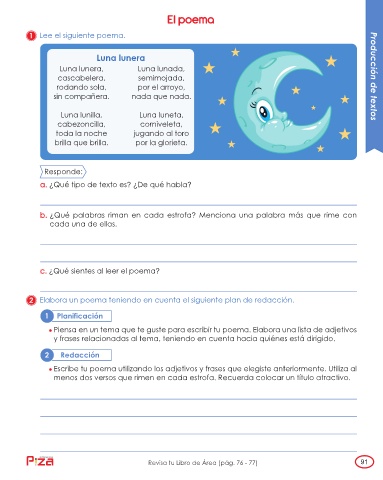 El poema
1 Lee el siguiente poema.
Luna lunera
Luna lunera,
cascabelera,
rodando sola,
sin compañera.
Luna lunada,
semimojada,
por el arroyo,
nada que nada.
Luna lunilla,
cabezoncilla,
toda la noche
brilla que brilla.
Luna luneta,
corniveleta,
jugando al toro
por la glorieta.
Producción de textos
Responde:
a. ¿Qué tipo de texto es? ¿De qué habla?
b. ¿Qué palabras riman en cada estrofa? Menciona una palabra más que rime con
cada una de ellas.
c. ¿Qué sientes al leer el poema?
2 Elabora un poema teniendo en cuenta el siguiente plan de redacción.
1 Planificación
• Piensa en un tema que te guste para escribir tu poema. Elabora una lista de adjetivos
y frases relacionadas al tema, teniendo en cuenta hacia quiénes está dirigido.
2 Redacción
• Escribe tu poema utilizando los adjetivos y frases que elegiste anteriormente. Utiliza al
menos dos versos que rimen en cada estrofa. Recuerda colocar un título atractivo.
Revisa tu Libro de Área (pág. 76 - 77)
91